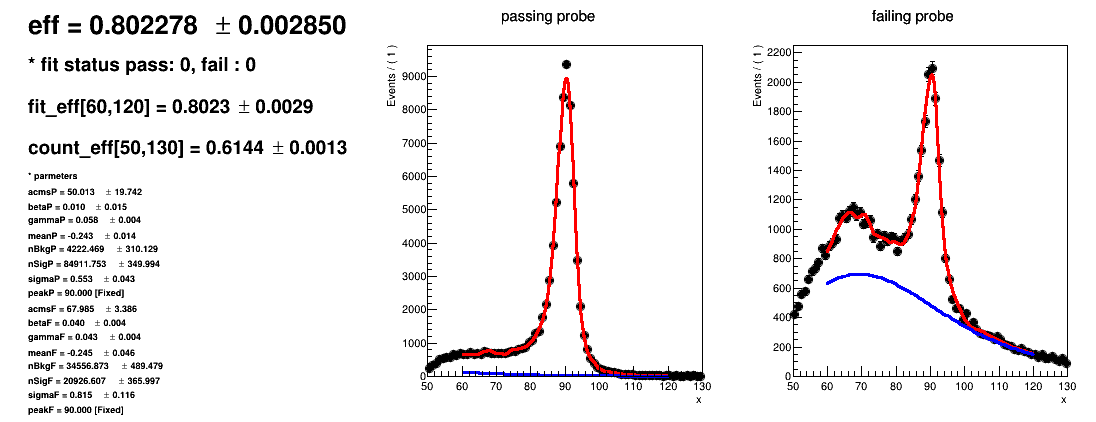 eff = 0.802278 ± 0.002850
* fit status pass: 0, fail : 0
fit_eff[60,120] = 0.8023 ± 0.0029
count_eff[50,130] = 0.6144 ± 0.0013
* parmeters
acmsP = 50.013 ± 19.742
betaP = 0.010 ± 0.015
gammaP = 0.058 ± 0.004
meanP = -0.243 ± 0.014
nBkgP = 4222.469 ± 310.129
nSigP = 84911.753 ± 349.994
sigmaP = 0.553 ± 0.043
peakP = 90.000 [Fixed]
acmsF = 67.985 ± 3.386
betaF = 0.040 ± 0.004
gammaF = 0.043 ± 0.004
meanF = -0.245 ± 0.046
nBkgF = 34556.873 ± 489.479
nSigF = 20926.607 ± 365.997
sigmaF = 0.815 ± 0.116
peakF = 90.000 [Fixed]
passing probe
Events / ( 1 )
9000
8000
7000
6000
5000
4000
3000
2000
1000
0
50 60 70 80 90 100 110 120 130
x
failing probe
Events / ( 1 )
2200
2000
1800
1600
1400
1200
1000
800
600
400
200
0
50 60 70 80 90 100 110 120 130
x